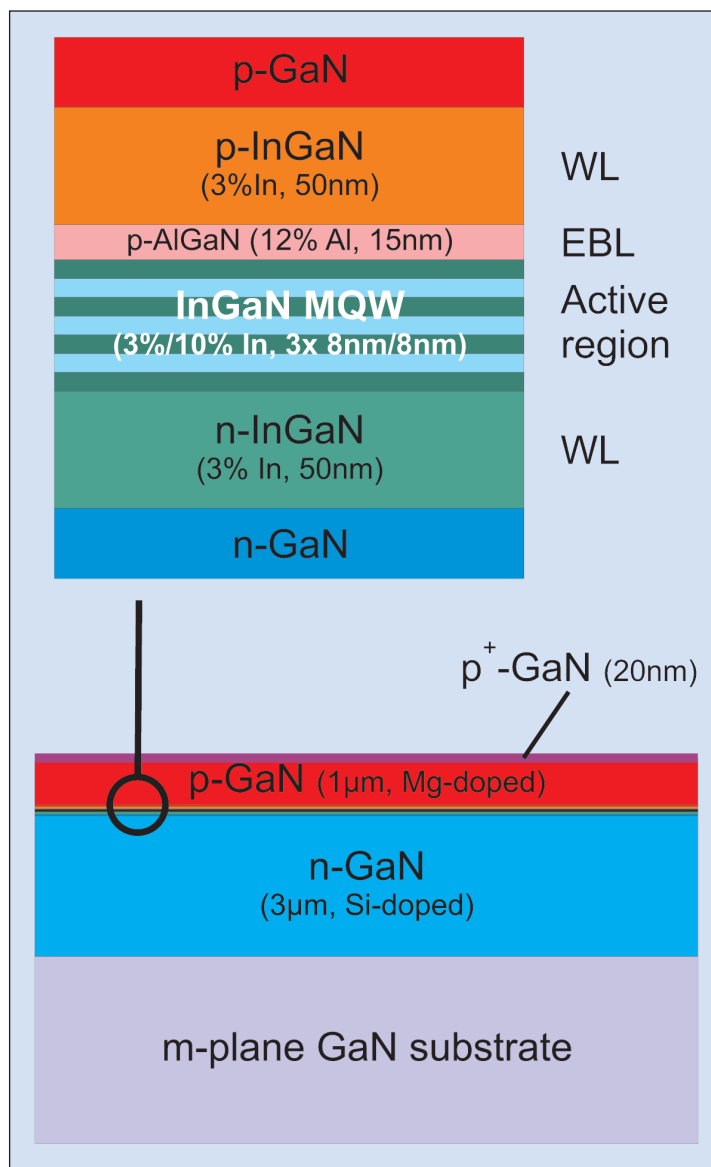 p-GaN
p-InGaN
(3%In, 50nm)
WL
p-AlGaN (12% Al, 15nm)
EBL
InGaN MQW
(3%/10% In, 3x 8nm/8nm)
Active
region
n-InGaN
(3% In, 50nm)
WL
n-GaN
p⁺-GaN (20nm)
p-GaN (1µm, Mg-doped)
n-GaN
(3µm, Si-doped)
m-plane GaN substrate